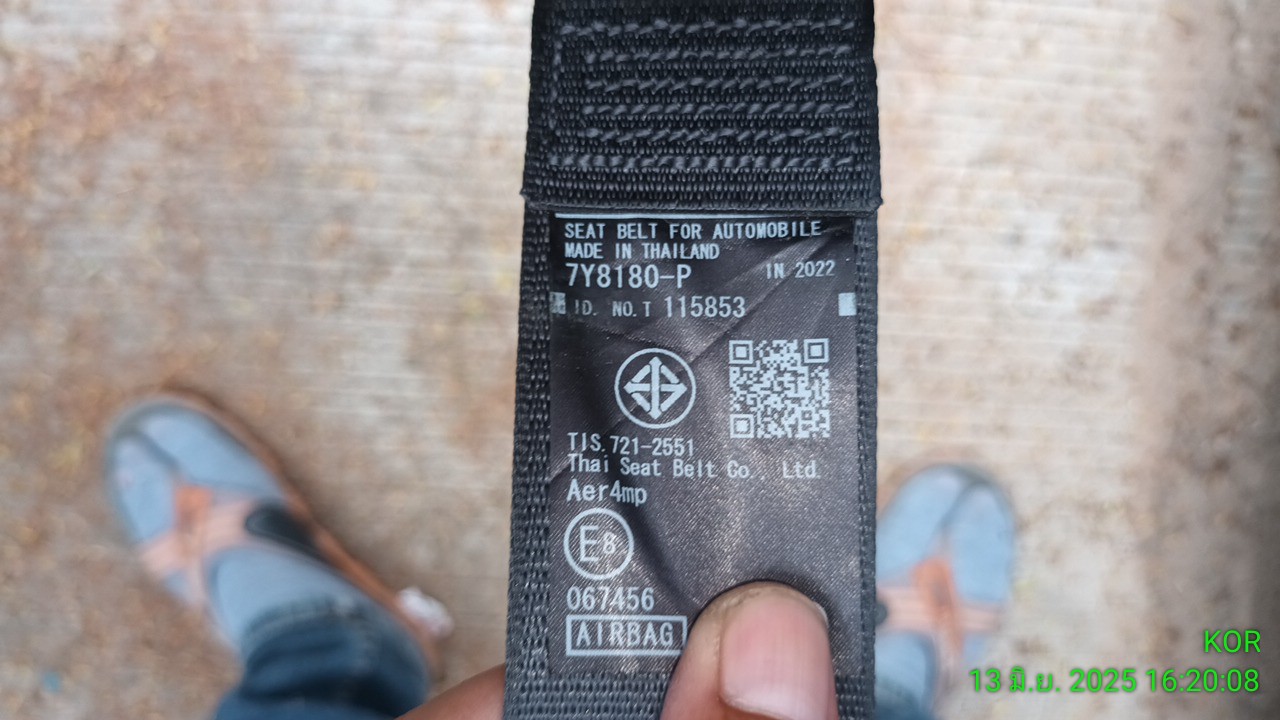 SEAT BELT FOR AUTOMOBILE
MADE IN THAILAND
7Y8180-P IN 2022
ID. NO. T 115853
TIS. 721-2551
Thai Seat Belt Co., Ltd.
Aer4mp
E8
067456
AIRBAG
KOR
13 มิ.ย. 2025 16:20:08